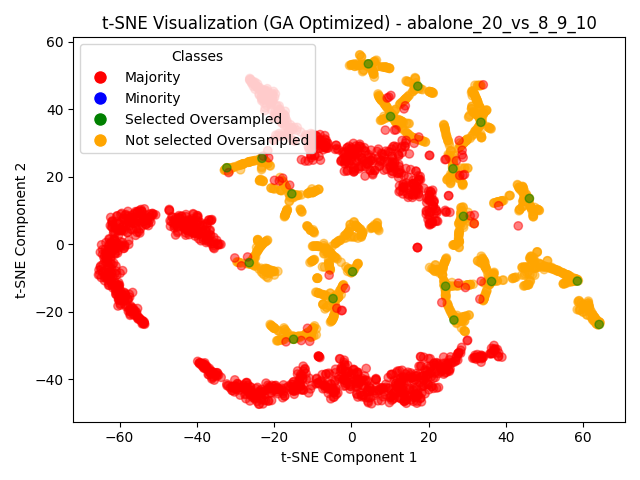 t-SNE Visualization (GA Optimized) - abalone_20_vs_8_9_10
Classes
Majority
Minority
Selected Oversampled
Not selected Oversampled
60
40
20
0
−20
−40
t-SNE Component 2
−60 −40 −20 0 20 40 60
t-SNE Component 1